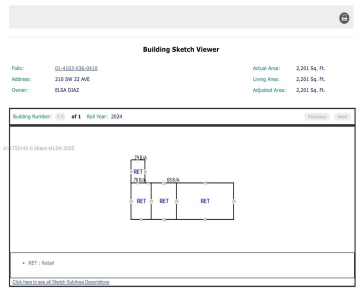 Building Sketch Viewer
Folio: 01-4103-036-0410
Address: 210 SW 22 AVE
Owner: ELSA DIAZ
Actual Area: 2,201 Sq. Ft.
Living Area: 2,201 Sq. Ft.
Adjusted Area: 2,201 Sq. Ft.
Building Number: of 1 Roll Year: 2024
Previous Next
RET
RET RET RET
• RET : Retail
Click here to see all Sketch SubArea Descriptions